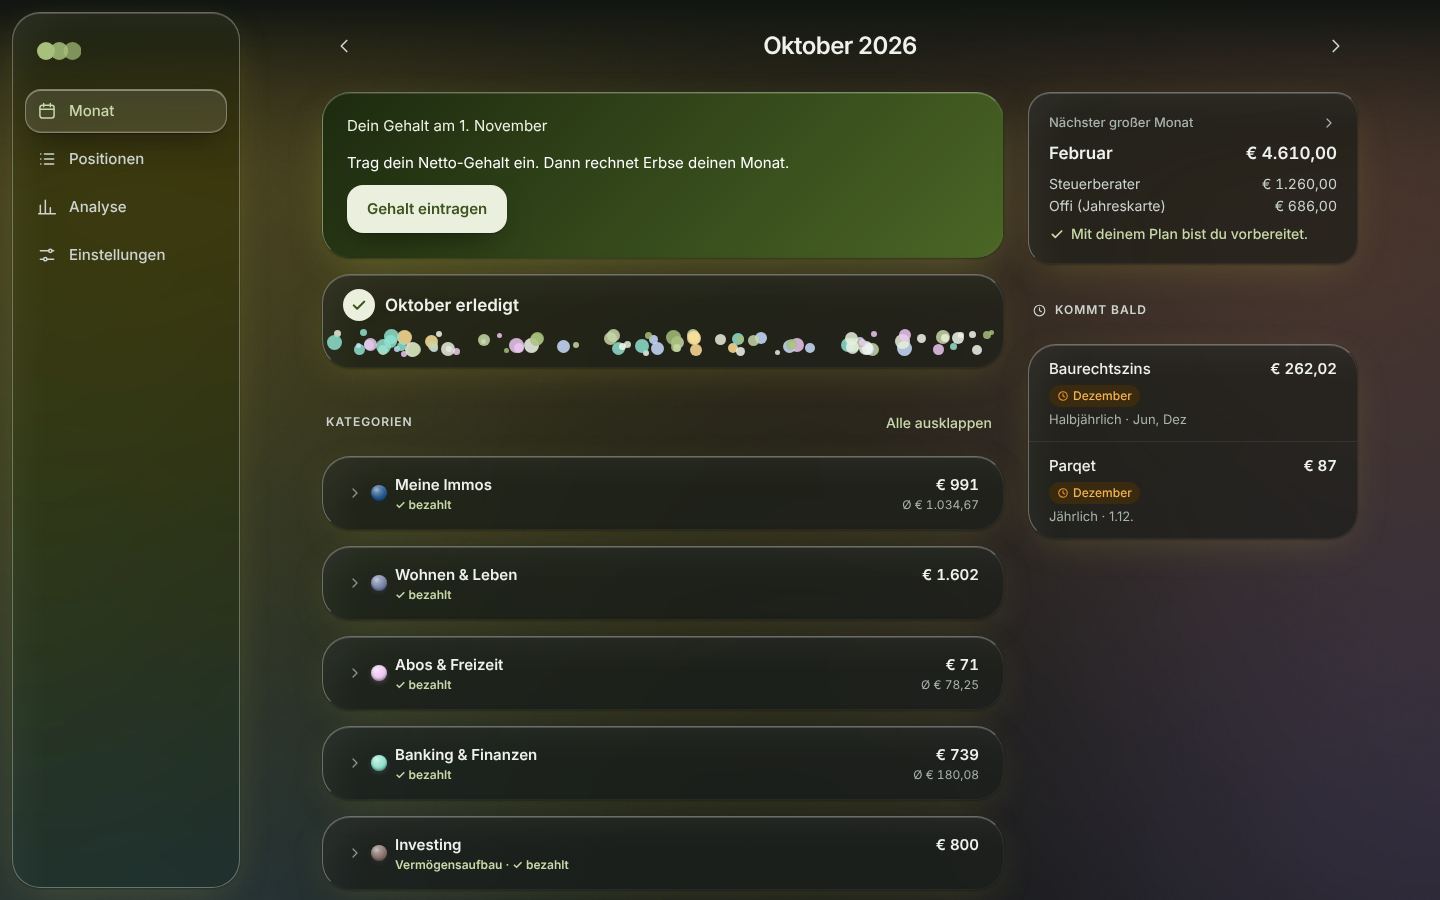 Monat
Positionen
Analyse
Einstellungen
Oktober 2026
Dein Gehalt am 1. November
Trag dein Netto-Gehalt ein. Dann rechnet Erbse deinen Monat.
Gehalt eintragen
Oktober erledigt
KATEGORIEN
Alle ausklappen
Meine Immos
€ 991
✓ bezahlt
Ø € 1.034,67
Wohnen & Leben
€ 1.602
✓ bezahlt
Abos & Freizeit
€ 71
✓ bezahlt
Ø € 78,25
Banking & Finanzen
€ 739
✓ bezahlt
Ø € 180,08
Investing
€ 800
Vermögensaufbau · ✓ bezahlt
Nächster großer Monat
Februar
€ 4.610,00
Steuerberater
€ 1.260,00
Offi (Jahreskarte)
€ 686,00
Mit deinem Plan bist du vorbereitet.
KOMMT BALD
Baurechtszins
€ 262,02
Dezember
Halbjährlich · Jun, Dez
Parqet
€ 87
Dezember
Jährlich · 1.12.